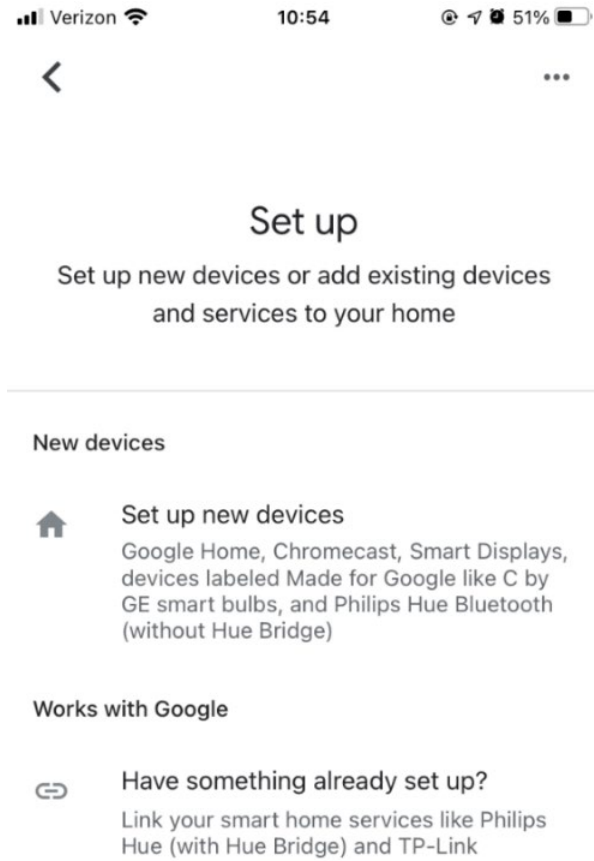 Verizon 10:54 51%
Set up
Set up new devices or add existing devices
and services to your home
New devices
Set up new devices
Google Home, Chromecast, Smart Displays,
devices labeled Made for Google like C by
GE smart bulbs, and Philips Hue Bluetooth
(without Hue Bridge)
Works with Google
Have something already set up?
Link your smart home services like Philips
Hue (with Hue Bridge) and TP-Link